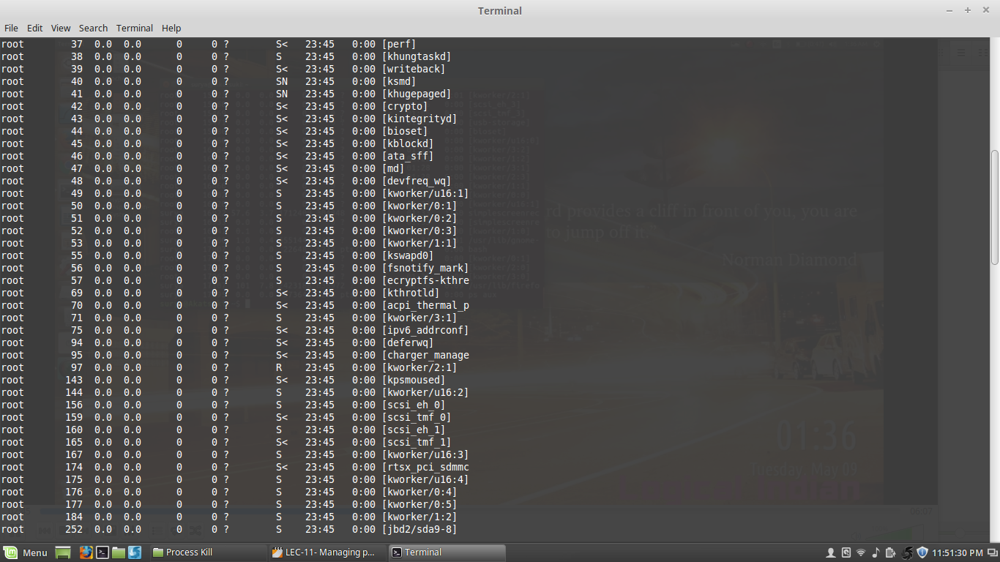 Terminal
File Edit View Search Terminal Help
root 37 0.0 0.0 0 0 ? S< 23:45 0:00 [perf]
root 38 0.0 0.0 0 0 ? S 23:45 0:00 [khungtaskd]
root 39 0.0 0.0 0 0 ? S< 23:45 0:00 [writeback]
root 40 0.0 0.0 0 0 ? SN 23:45 0:00 [ksmd]
root 41 0.0 0.0 0 0 ? SN 23:45 0:00 [khugepaged]
root 42 0.0 0.0 0 0 ? S< 23:45 0:00 [crypto]
root 43 0.0 0.0 0 0 ? S< 23:45 0:00 [kintegrityd]
root 44 0.0 0.0 0 0 ? S< 23:45 0:00 [bioset]
root 45 0.0 0.0 0 0 ? S< 23:45 0:00 [kblockd]
root 46 0.0 0.0 0 0 ? S< 23:45 0:00 [ata_sff]
root 47 0.0 0.0 0 0 ? S< 23:45 0:00 [md]
root 48 0.0 0.0 0 0 ? S< 23:45 0:00 [devfreq_wq]
root 49 0.0 0.0 0 0 ? S 23:45 0:00 [kworker/u16:1]
root 50 0.0 0.0 0 0 ? S 23:45 0:00 [kworker/0:1]
root 51 0.0 0.0 0 0 ? S 23:45 0:00 [kworker/0:2]
root 52 0.0 0.0 0 0 ? S 23:45 0:00 [kworker/0:3]
root 53 0.0 0.0 0 0 ? S 23:45 0:00 [kworker/1:1]
root 55 0.0 0.0 0 0 ? S 23:45 0:00 [kswapd0]
root 56 0.0 0.0 0 0 ? S 23:45 0:00 [fsnotify_mark]
root 57 0.0 0.0 0 0 ? S 23:45 0:00 [ecryptfs-kthre
root 69 0.0 0.0 0 0 ? S< 23:45 0:00 [kthrotld]
root 70 0.0 0.0 0 0 ? S< 23:45 0:00 [acpi_thermal_p
root 71 0.0 0.0 0 0 ? S 23:45 0:00 [kworker/3:1]
root 75 0.0 0.0 0 0 ? S< 23:45 0:00 [ipv6_addrconf]
root 94 0.0 0.0 0 0 ? S< 23:45 0:00 [deferwq]
root 95 0.0 0.0 0 0 ? S< 23:45 0:00 [charger_manage
root 97 0.0 0.0 0 0 ? R 23:45 0:00 [kworker/2:1]
root 143 0.0 0.0 0 0 ? S< 23:45 0:00 [kpsmoused]
root 144 0.0 0.0 0 0 ? S 23:45 0:00 [kworker/u16:2]
root 156 0.0 0.0 0 0 ? S 23:45 0:00 [scsi_eh_0]
root 159 0.0 0.0 0 0 ? S< 23:45 0:00 [scsi_tmf_0]
root 160 0.0 0.0 0 0 ? S 23:45 0:00 [scsi_eh_1]
root 165 0.0 0.0 0 0 ? S< 23:45 0:00 [scsi_tmf_1]
root 167 0.0 0.0 0 0 ? S 23:45 0:00 [kworker/u16:3]
root 174 0.0 0.0 0 0 ? S< 23:45 0:00 [rtsx_pci_sdmmc
root 175 0.0 0.0 0 0 ? S 23:45 0:00 [kworker/u16:4]
root 176 0.0 0.0 0 0 ? S 23:45 0:00 [kworker/0:4]
root 177 0.0 0.0 0 0 ? S 23:45 0:00 [kworker/0:5]
root 184 0.0 0.0 0 0 ? S 23:45 0:00 [kworker/1:2]
root 252 0.0 0.0 0 0 ? S 23:45 0:00 [jbd2/sda9-8]
rd provides a cliff in front of you, you are
to jump off it.
Norman Diamond
01:36
Tuesday, May 09
06:07
Menu Process Kill LEC-11- Managing p... Terminal 11:51:30 PM